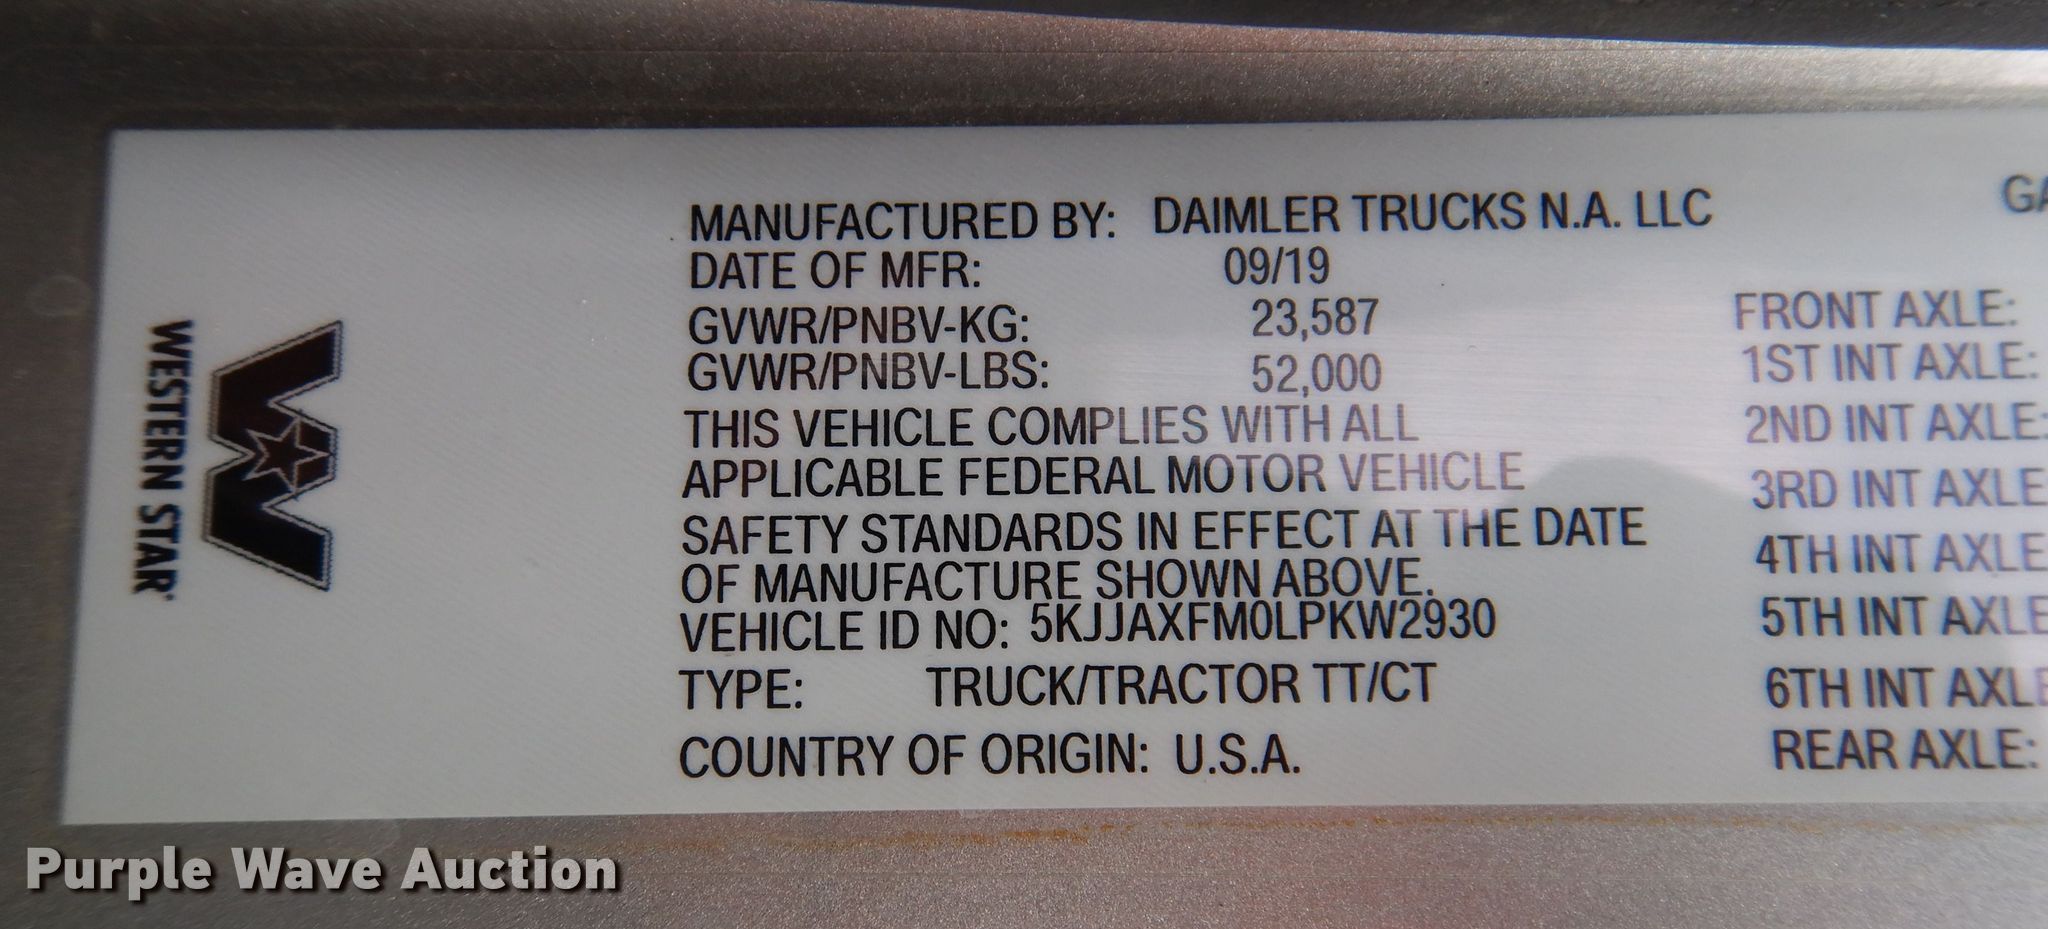 WESTERN STAR
MANUFACTURED BY: DAIMLER TRUCKS N.A. LLC
DATE OF MFR: 09/19
GVWR/PNBV-KG: 23,587
GVWR/PNBV-LBS: 52,000
THIS VEHICLE COMPLIES WITH ALL
APPLICABLE FEDERAL MOTOR VEHICLE
SAFETY STANDARDS IN EFFECT AT THE DATE
OF MANUFACTURE SHOWN ABOVE.
VEHICLE ID NO: 5KJJAXFM0LPKW2930
TYPE: TRUCK/TRACTOR TT/CT
COUNTRY OF ORIGIN: U.S.A.
FRONT AXLE:
1ST INT AXLE:
2ND INT AXLE:
3RD INT AXLE
4TH INT AXLE
5TH INT AXLE
6TH INT AXLE
REAR AXLE:
Purple Wave Auction